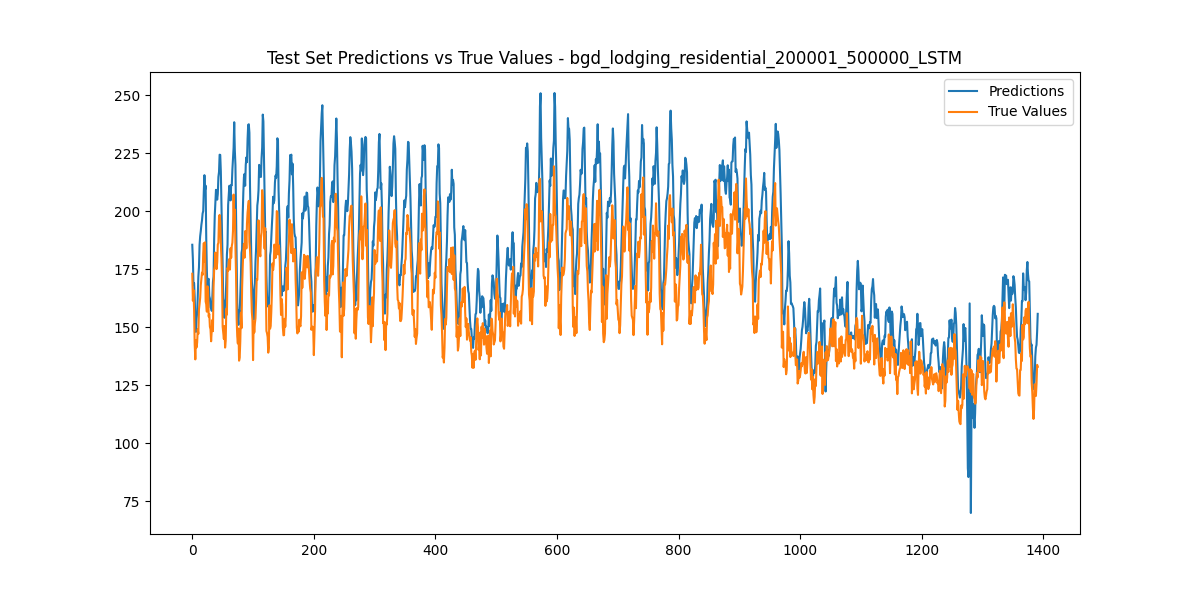 Test Set Predictions vs True Values - bgd_lodging_residential_200001_500000_LSTM
Predictions
True Values
250
225
200
175
150
125
100
75
0 200 400 600 800 1000 1200 1400